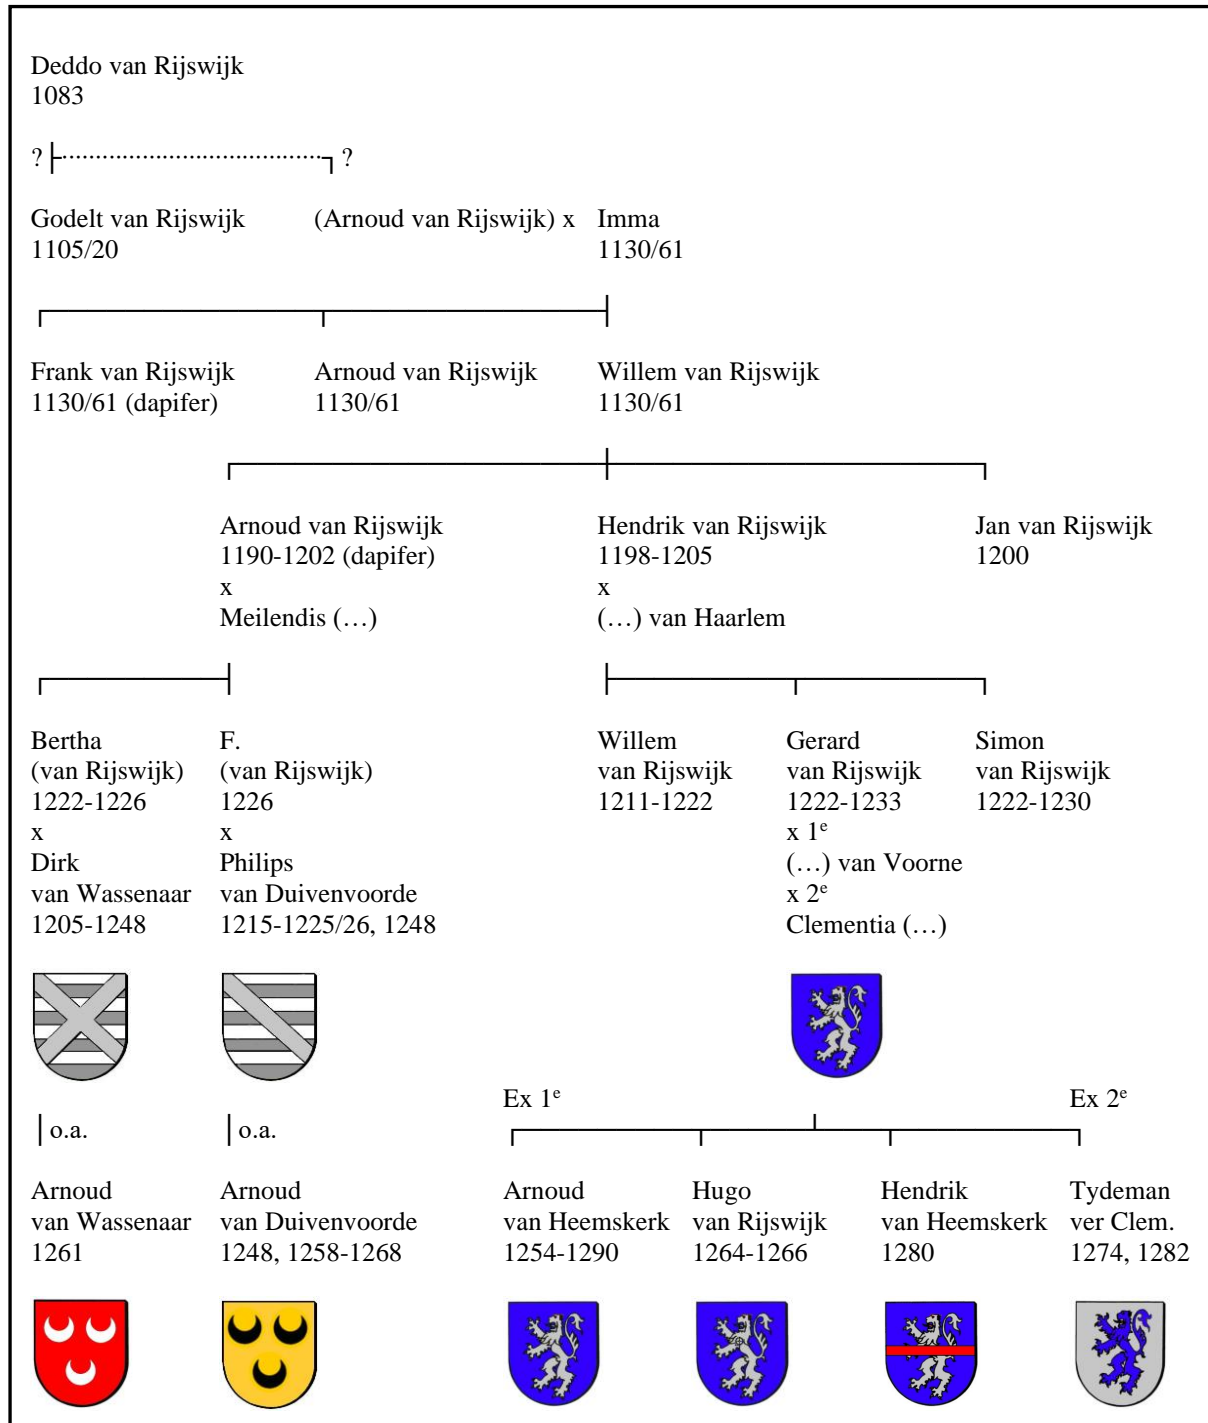 Deddo van Rijswijk
1083
? ?
Godelt van Rijswijk (Arnoud van Rijswijk) x Imma
1105/20 1130/61
Frank van Rijswijk Arnoud van Rijswijk Willem van Rijswijk
1130/61 (dapifer) 1130/61 1130/61
Arnoud van Rijswijk Hendrik van Rijswijk Jan van Rijswijk
1190-1202 (dapifer) 1198-1205 1200
x x
Meilendis (…) (…) van Haarlem
Bertha F. Willem Gerard Simon
(van Rijswijk) (van Rijswijk) van Rijswijk van Rijswijk van Rijswijk
1222-1226 1226 1211-1222 1222-1233 1222-1230
x x x 1e
Dirk Philips (…) van Voorne
van Wassenaar van Duivenvoorde x 2e
1205-1248 1215-1225/26, 1248 Clementia (…)
Ex 1e Ex 2e
o.a. o.a.
Arnoud Arnoud Arnoud Hugo Hendrik Tydeman
van Wassenaar van Duivenvoorde van Heemskerk van Rijswijk van Heemskerk ver Clem.
1261 1248, 1258-1268 1254-1290 1264-1266 1280 1274, 1282